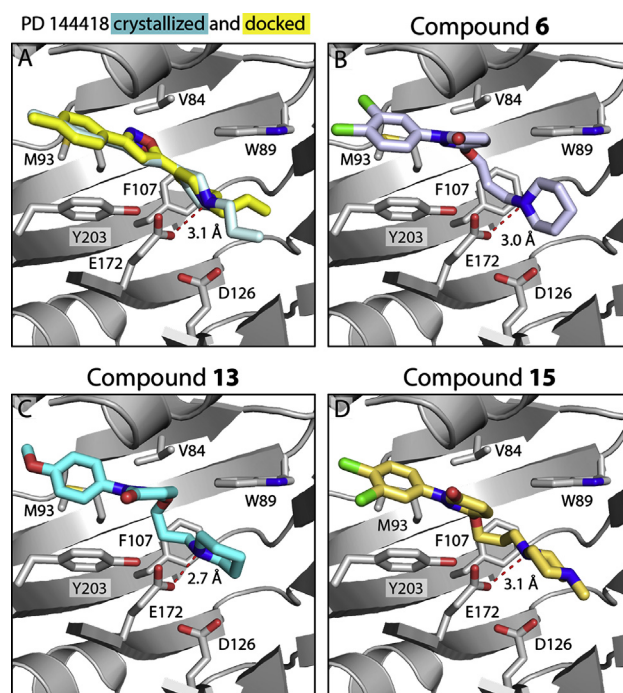 PD 144418 crystallized and docked
Compound 6
A
V84
W89
M93
F107
Y203
3.1 Å
E172
D126
B
V84
W89
M93
F107
Y203
3.0 Å
E172
D126
Compound 13
Compound 15
C
V84
W89
M93
F107
Y203
2.7 Å
E172
D126
D
V84
W89
M93
F107
Y203
3.1 Å
E172
D126